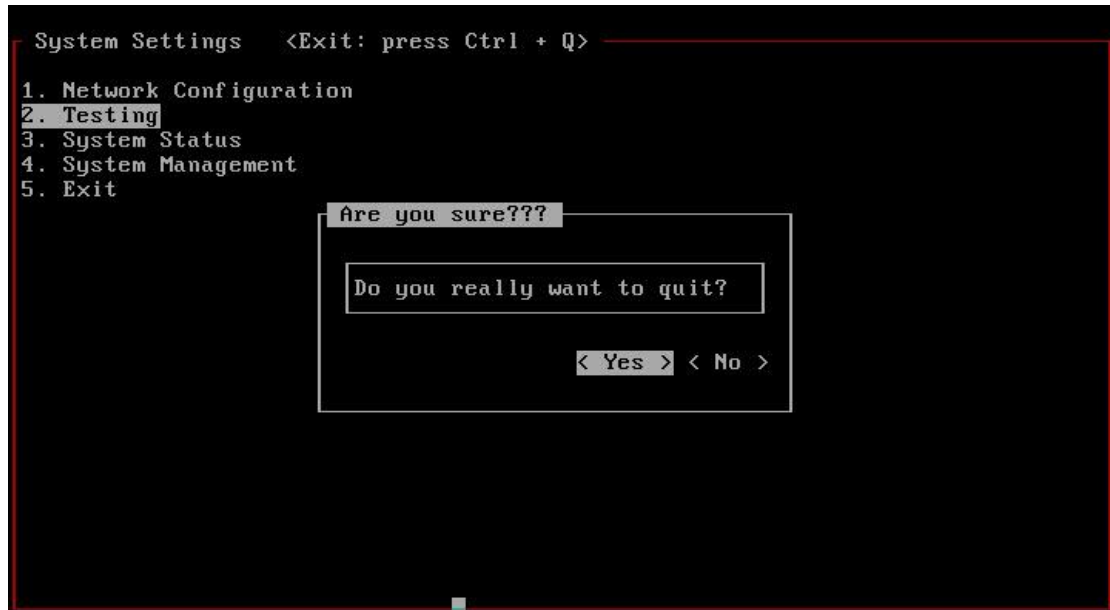 System Settings <Exit: press Ctrl + Q>
1. Network Configuration
2. Testing
3. System Status
4. System Management
5. Exit
Are you sure???
Do you really want to quit?
< Yes > < No >